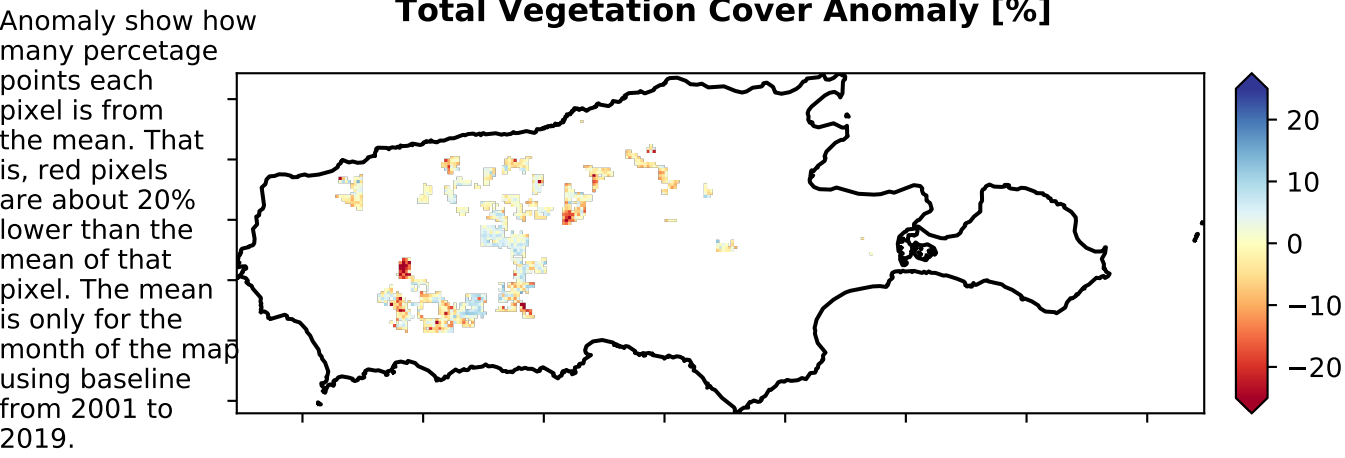 Total Vegetation Cover Anomaly [%]
Anomaly show how
many percetage
points each
pixel is from
the mean. That
is, red pixels
are about 20%
lower than the
mean of that
pixel. The mean
is only for the
month of the map
using baseline
from 2001 to
2019.
20
10
0
−10
−20